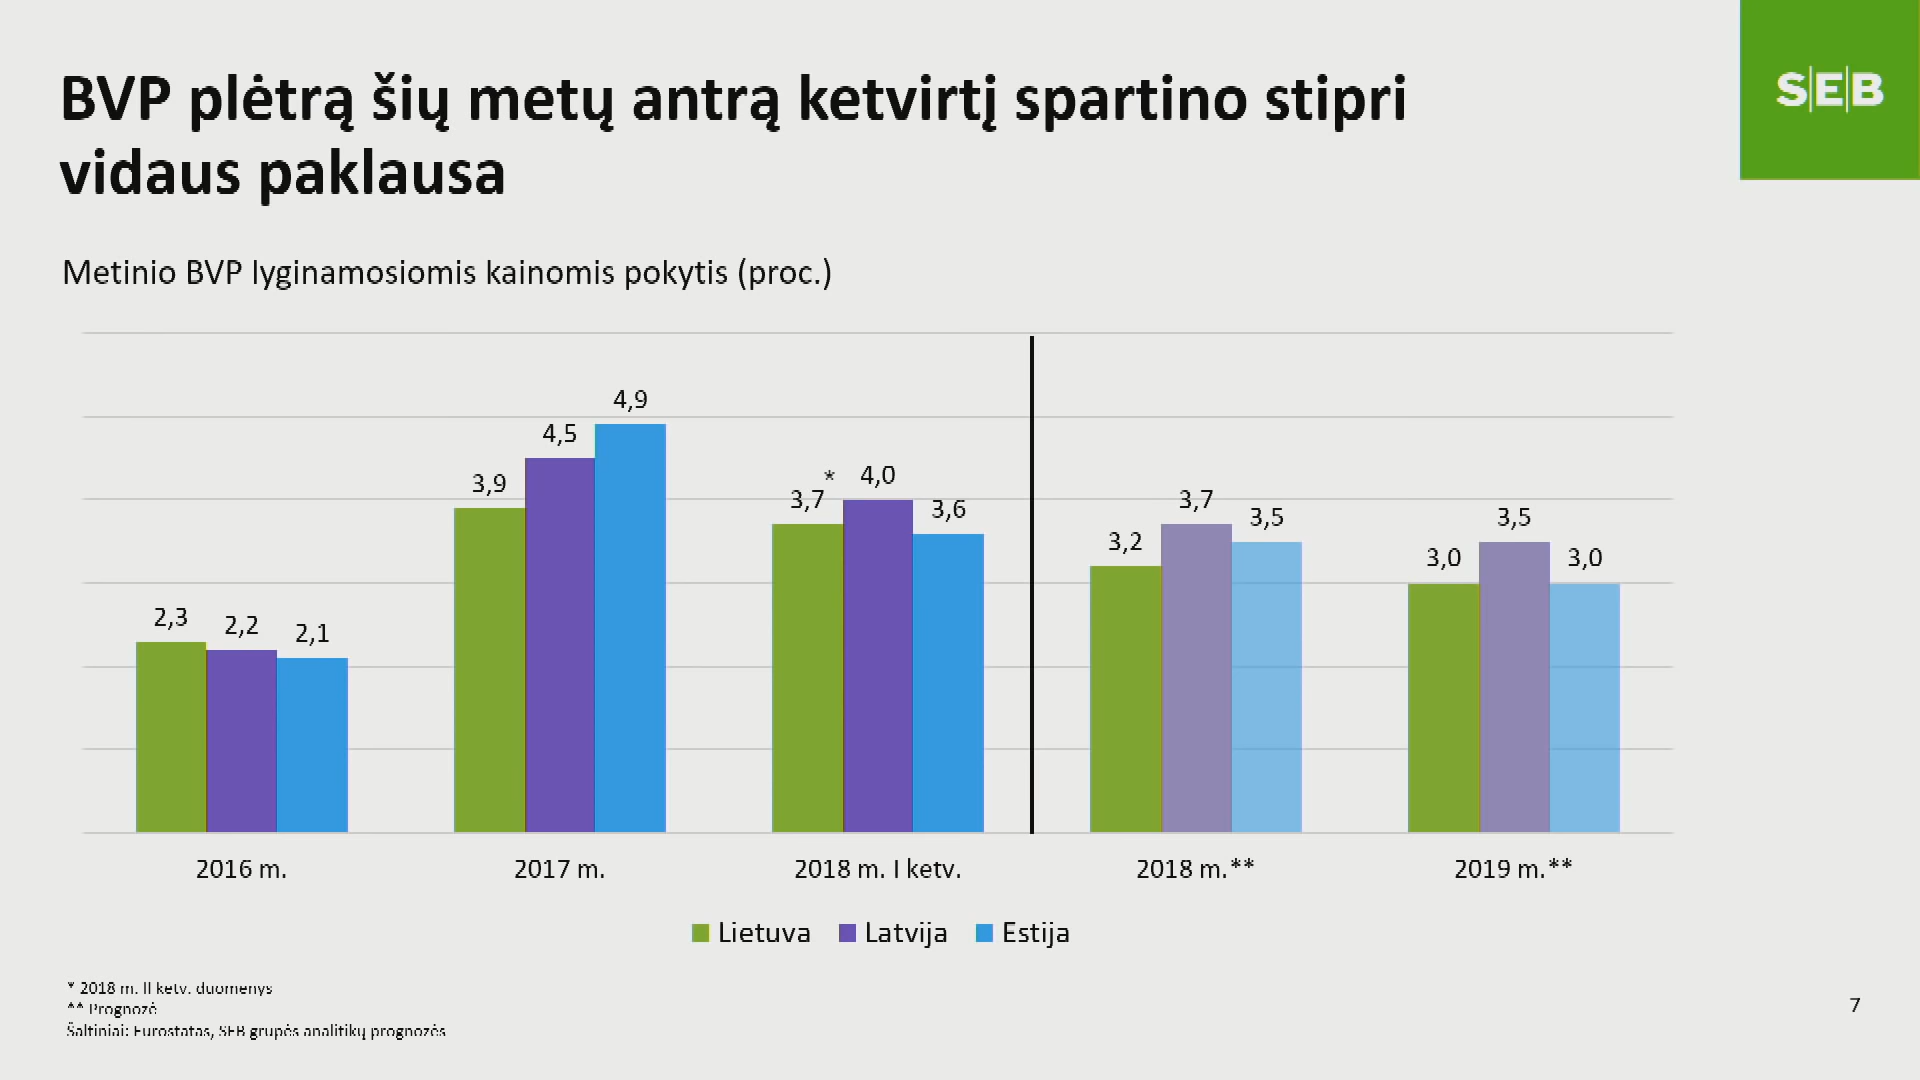 BVP plėtrą šių metų antrą ketvirtį spartino stipri
vidaus paklausa
SEB
Metinio BVP lyginamosiomis kainomis pokytis (proc.)
2,3
2,2
2,1
3,9
4,5
4,9
3,7
*
4,0
3,6
3,2
3,7
3,5
3,0
3,5
3,0
2016 m.
2017 m.
2018 m. I ketv.
2018 m.**
2019 m.**
Lietuva
Latvija
Estija
* 2018 m. II ketv. duomenys
** Prognozė
Šaltiniai: Eurostatas, SEB grupės analitikų prognozės
7